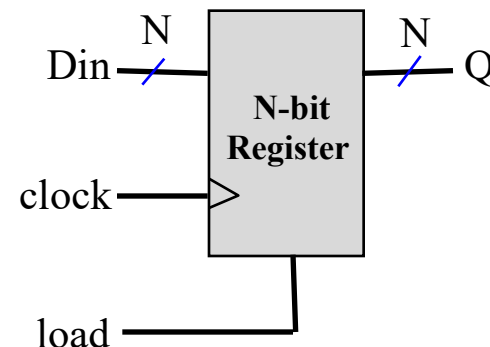 N
N
Din
Q
N-bit
Register
clock
load